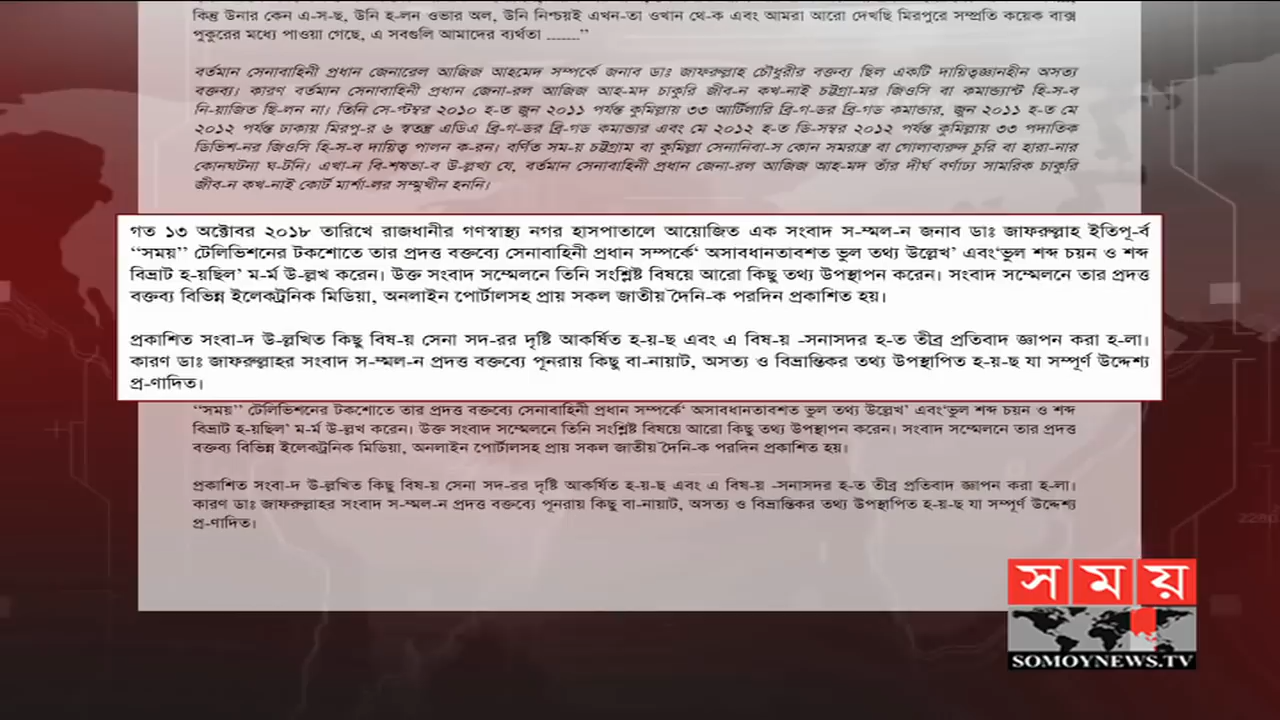 কিন্তু উনার কেন এ-স-ছ, উনি হ-লন ওভার অল, উনি নিশ্চয়ই এখন-তা ওখান থে-ক এবং আমরা আরো দেখছি মিরপুরে সম্প্রতি কয়েক বাক্স
পুকুরের মধ্যে পাওয়া গেছে, এ সবগুলি আমাদের ব্যর্থতা .......”
বর্তমান সেনাবাহিনী প্রধান জেনারেল আজিজ আহমেদ সম্পর্কে জনাব ডাঃ জাফরুল্লাহ চৌধুরীর বক্তব্য ছিল একটি দায়িত্বজ্ঞানহীন অসত্য
বক্তব্য। কারণ বর্তমান সেনাবাহিনী প্রধান জেনা-রল আজিজ আহ-মদ চাকুরি জীব-ন কখ-নাই চট্টগ্রা-মর জিওসি বা কমান্ড্যান্ট হি-স-ব
নি-য়াজিত ছি-লন না। তিনি সে-প্টম্বর ২০১০ হ-ত জুন ২০১১ পর্যন্ত কুমিল্লায় ৩৩ আর্টিলারি ব্রি-গ-ডর ব্রি-গড কমান্ডার, জুন ২০১১ হ-ত মে
২০১২ পর্যন্ত ঢাকায় মিরপু-র ৬ স্বতন্ত্র এডিএ ব্রি-গ-ডর ব্রি-গড কমান্ডার এবং মে ২০১২ হ-ত ডি-সম্বর ২০১২ পর্যন্ত কুমিল্লায় ৩৩ পদাতিক
ডিভিশ-নর জিওসি হি-স-ব দায়িত্ব পালন ক-রন। বর্ণিত সম-য় চট্টগ্রাম বা কুমিল্লা সেনানিবা-স কোন সমরাস্ত্র বা গোলাবারুদ চুরি বা হারা-নার
কোনঘটনা ঘ-টনি। এখা-ন বি-শষভা-ব উ-ল্লখ্য যে, বর্তমান সেনাবাহিনী প্রধান জেনা-রল আজিজ আহ-মদ তাঁর দীর্ঘ বর্ণাঢ্য সামরিক চাকুরি
জীব-ন কখ-নাই কোর্ট মার্শা-লর সম্মুখীন হননি।
গত ১৩ অক্টোবর ২০১৮ তারিখে রাজধানীর গণস্বাস্থ্য নগর হাসপাতালে আয়োজিত এক সংবাদ স-ম্মল-ন জনাব ডাঃ জাফরুল্লাহ ইতিপূ-র্ব
“সময়” টেলিভিশনের টকশোতে তার প্রদত্ত বক্তব্যে সেনাবাহিনী প্রধান সম্পর্কে‘ অসাবধানতাবশত ভুল তথ্য উল্লেখ’ এবং‘ভুল শব্দ চয়ন ও শব্দ
বিভ্রাট হ-য়ছিল’ ম-র্ম উ-ল্লখ করেন। উক্ত সংবাদ সম্মেলনে তিনি সংশ্লিষ্ট বিষয়ে আরো কিছু তথ্য উপস্থাপন করেন। সংবাদ সম্মেলনে তার প্রদত্ত
বক্তব্য বিভিন্ন ইলেকট্রনিক মিডিয়া, অনলাইন পোর্টালসহ প্রায় সকল জাতীয় দৈনি-ক পরদিন প্রকাশিত হয়।
প্রকাশিত সংবা-দ উ-ল্লখিত কিছু বিষ-য় সেনা সদ-রর দৃষ্টি আকর্ষিত হ-য়-ছ এবং এ বিষ-য় -সনাসদর হ-ত তীব্র প্রতিবাদ জ্ঞাপন করা হ-লা।
কারণ ডাঃ জাফরুল্লাহর সংবাদ স-ম্মল-ন প্রদত্ত বক্তব্যে পূনরায় কিছু বা-নায়াট, অসত্য ও বিভ্রান্তিকর তথ্য উপস্থাপিত হ-য়-ছ যা সম্পূর্ণ উদ্দেশ্য
প্র-ণাদিত।
“সময়” টেলিভিশনের টকশোতে তার প্রদত্ত বক্তব্যে সেনাবাহিনী প্রধান সম্পর্কে‘ অসাবধানতাবশত ভুল তথ্য উল্লেখ’ এবং‘ভুল শব্দ চয়ন ও শব্দ
বিভ্রাট হ-য়ছিল’ ম-র্ম উ-ল্লখ করেন। উক্ত সংবাদ সম্মেলনে তিনি সংশ্লিষ্ট বিষয়ে আরো কিছু তথ্য উপস্থাপন করেন। সংবাদ সম্মেলনে তার প্রদত্ত
বক্তব্য বিভিন্ন ইলেকট্রনিক মিডিয়া, অনলাইন পোর্টালসহ প্রায় সকল জাতীয় দৈনি-ক পরদিন প্রকাশিত হয়।
প্রকাশিত সংবা-দ উ-ল্লখিত কিছু বিষ-য় সেনা সদ-রর দৃষ্টি আকর্ষিত হ-য়-ছ এবং এ বিষ-য় -সনাসদর হ-ত তীব্র প্রতিবাদ জ্ঞাপন করা হ-লা।
কারণ ডাঃ জাফরুল্লাহর সংবাদ স-ম্মল-ন প্রদত্ত বক্তব্যে পূনরায় কিছু বা-নায়াট, অসত্য ও বিভ্রান্তিকর তথ্য উপস্থাপিত হ-য়-ছ যা সম্পূর্ণ উদ্দেশ্য
প্র-ণাদিত।
সময়
SOMOYNEWS.TV